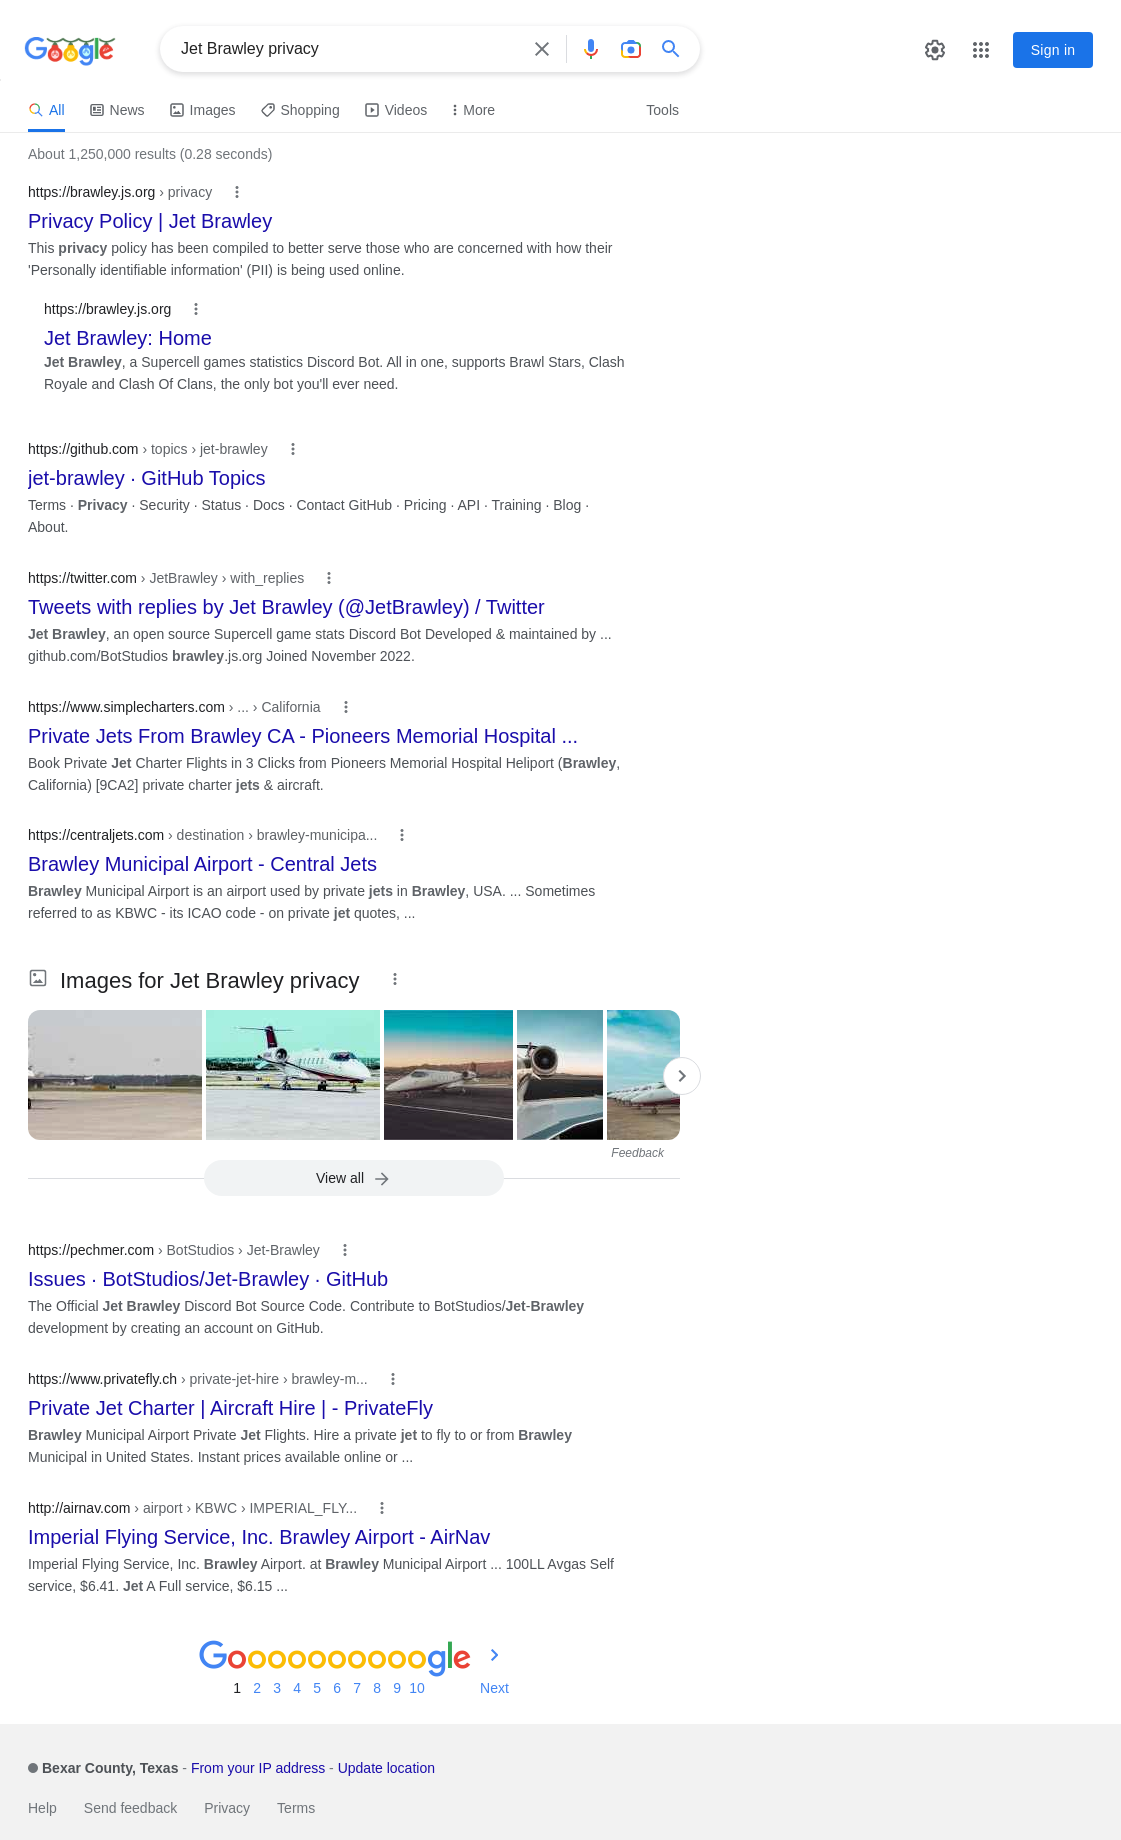 Google
Jet Brawley privacy
Sign in
All
News
Images
Shopping
Videos
More
Tools
About 1,250,000 results (0.28 seconds)
https://brawley.js.org › privacy
Privacy Policy | Jet Brawley
This privacy policy has been compiled to better serve those who are concerned with how their
'Personally identifiable information' (PII) is being used online.
https://brawley.js.org
Jet Brawley: Home
Jet Brawley, a Supercell games statistics Discord Bot. All in one, supports Brawl Stars, Clash
Royale and Clash Of Clans, the only bot you'll ever need.
https://github.com › topics › jet-brawley
jet-brawley · GitHub Topics
Terms · Privacy · Security · Status · Docs · Contact GitHub · Pricing · API · Training · Blog ·
About.
https://twitter.com › JetBrawley › with_replies
Tweets with replies by Jet Brawley (@JetBrawley) / Twitter
Jet Brawley, an open source Supercell game stats Discord Bot Developed & maintained by ...
github.com/BotStudios brawley.js.org Joined November 2022.
https://www.simplecharters.com › ... › California
Private Jets From Brawley CA - Pioneers Memorial Hospital ...
Book Private Jet Charter Flights in 3 Clicks from Pioneers Memorial Hospital Heliport (Brawley,
California) [9CA2] private charter jets & aircraft.
https://centraljets.com › destination › brawley-municipa...
Brawley Municipal Airport - Central Jets
Brawley Municipal Airport is an airport used by private jets in Brawley, USA. ... Sometimes
referred to as KBWC - its ICAO code - on private jet quotes, ...
Images for Jet Brawley privacy
Feedback
View all
https://pechmer.com › BotStudios › Jet-Brawley
Issues · BotStudios/Jet-Brawley · GitHub
The Official Jet Brawley Discord Bot Source Code. Contribute to BotStudios/Jet-Brawley
development by creating an account on GitHub.
https://www.privatefly.ch › private-jet-hire › brawley-m...
Private Jet Charter | Aircraft Hire | - PrivateFly
Brawley Municipal Airport Private Jet Flights. Hire a private jet to fly to or from Brawley
Municipal in United States. Instant prices available online or ...
http://airnav.com › airport › KBWC › IMPERIAL_FLY...
Imperial Flying Service, Inc. Brawley Airport - AirNav
Imperial Flying Service, Inc. Brawley Airport. at Brawley Municipal Airport ... 100LL Avgas Self
service, $6.41. Jet A Full service, $6.15 ...
Goooooooooogle
1 2 3 4 5 6 7 8 9 10 Next
Bexar County, Texas - From your IP address - Update location
Help Send feedback Privacy Terms